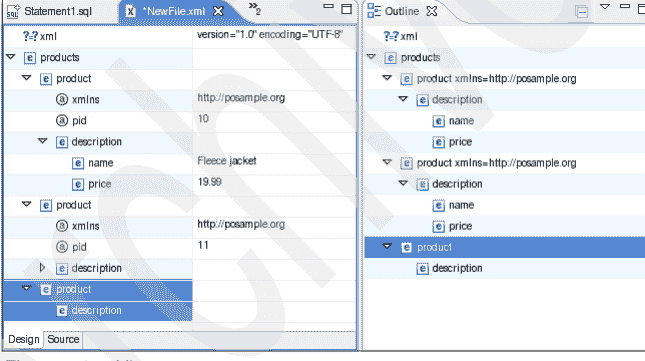 Statement1.sql
*NewFile.xml
2
Outline
?=? xml version="1.0" encoding="UTF-8"
products
product
xmlns http://posample.org
pid 10
description
name Fleece jacket
price 19.99
product
xmlns http://posample.org
pid 11
description
product
description
Design Source
?=? xml
products
product xmlns=http://posample.org
description
name
price
product xmlns=http://posample.org
description
name
price
product
description